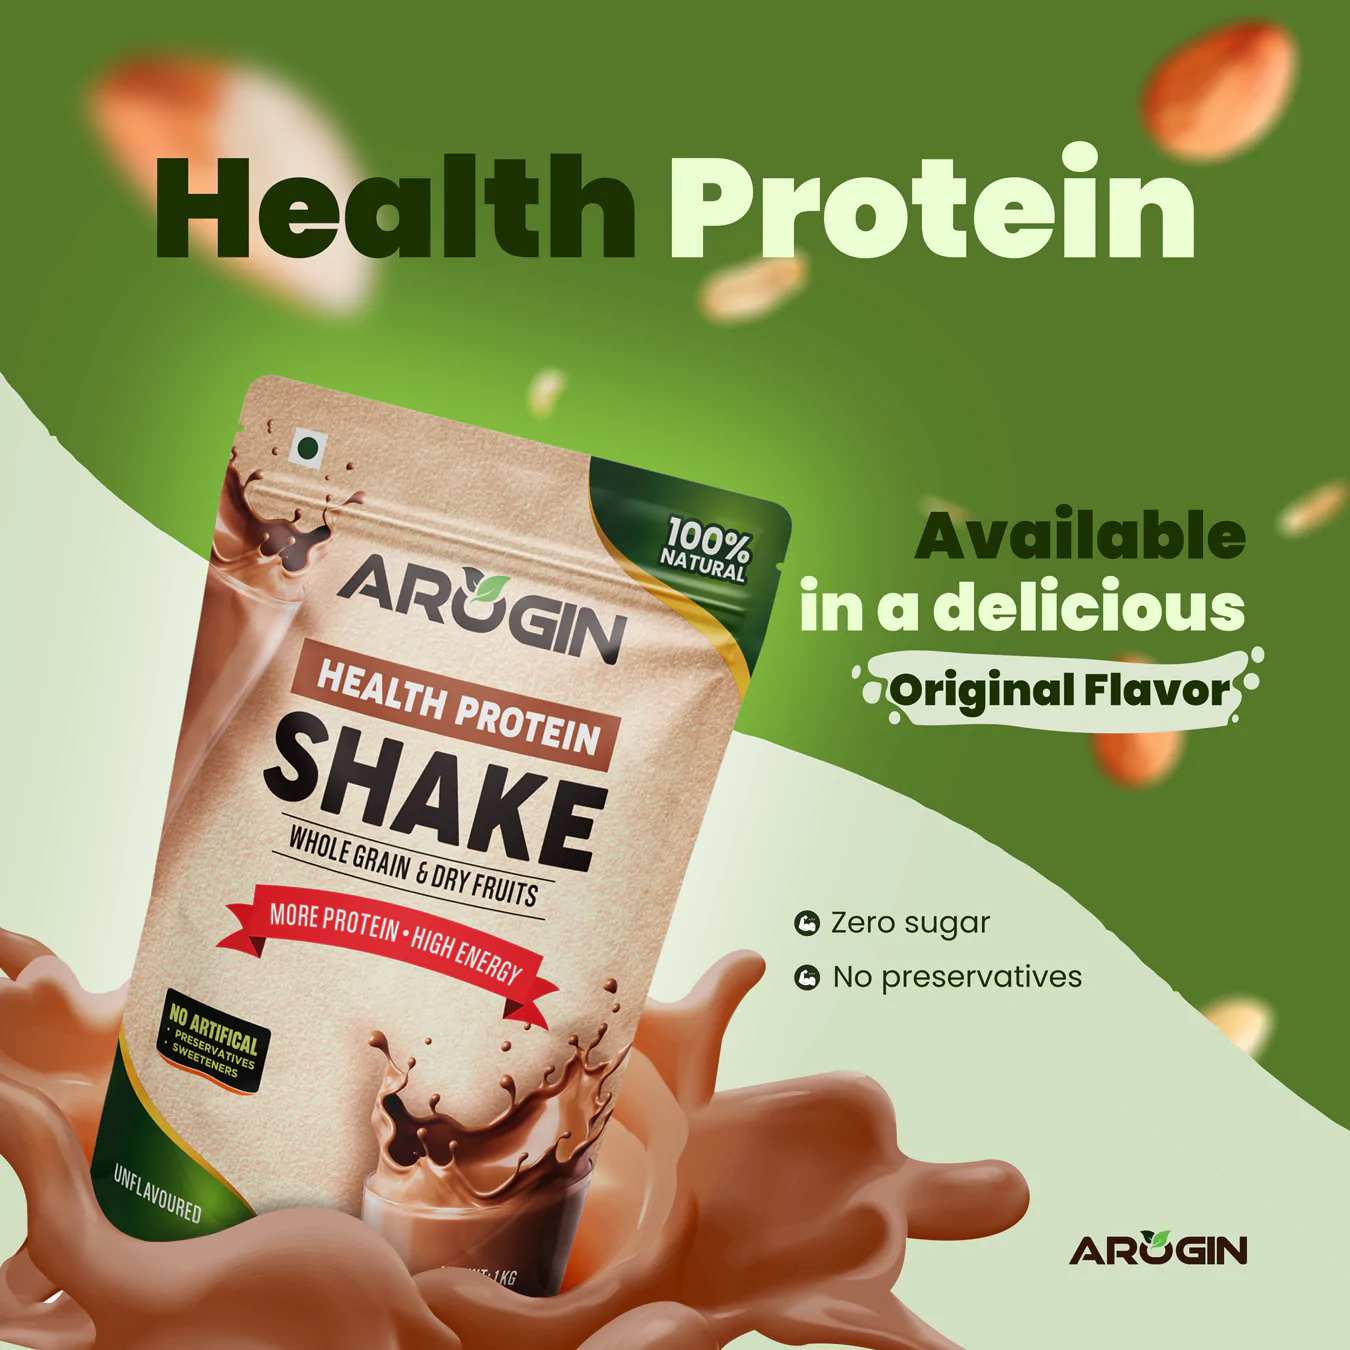 Health Protein
100%
NATURAL
AROGIN
HEALTH PROTEIN
SHAKE
WHOLE GRAIN & DRY FRUITS
MORE PROTEIN • HIGH ENERGY
NO ARTIFICAL
• PRESERVATIVES
• SWEETENERS
UNFLAVOURED
1KG
Available
in a delicious
Original Flavor
Zero sugar
No preservatives
AROGIN